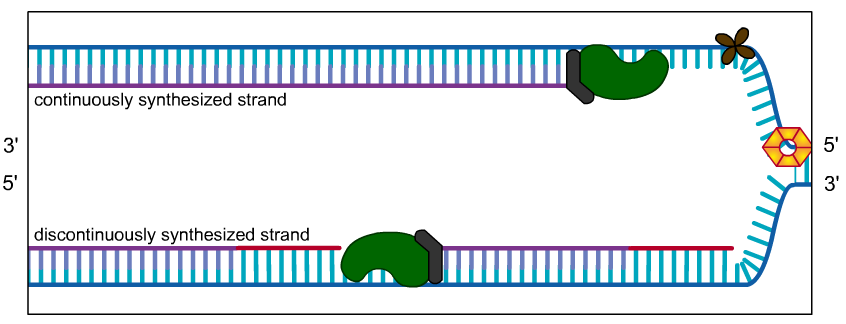 continuously synthesized strand
3' 5'
5' 3'
discontinuously synthesized strand